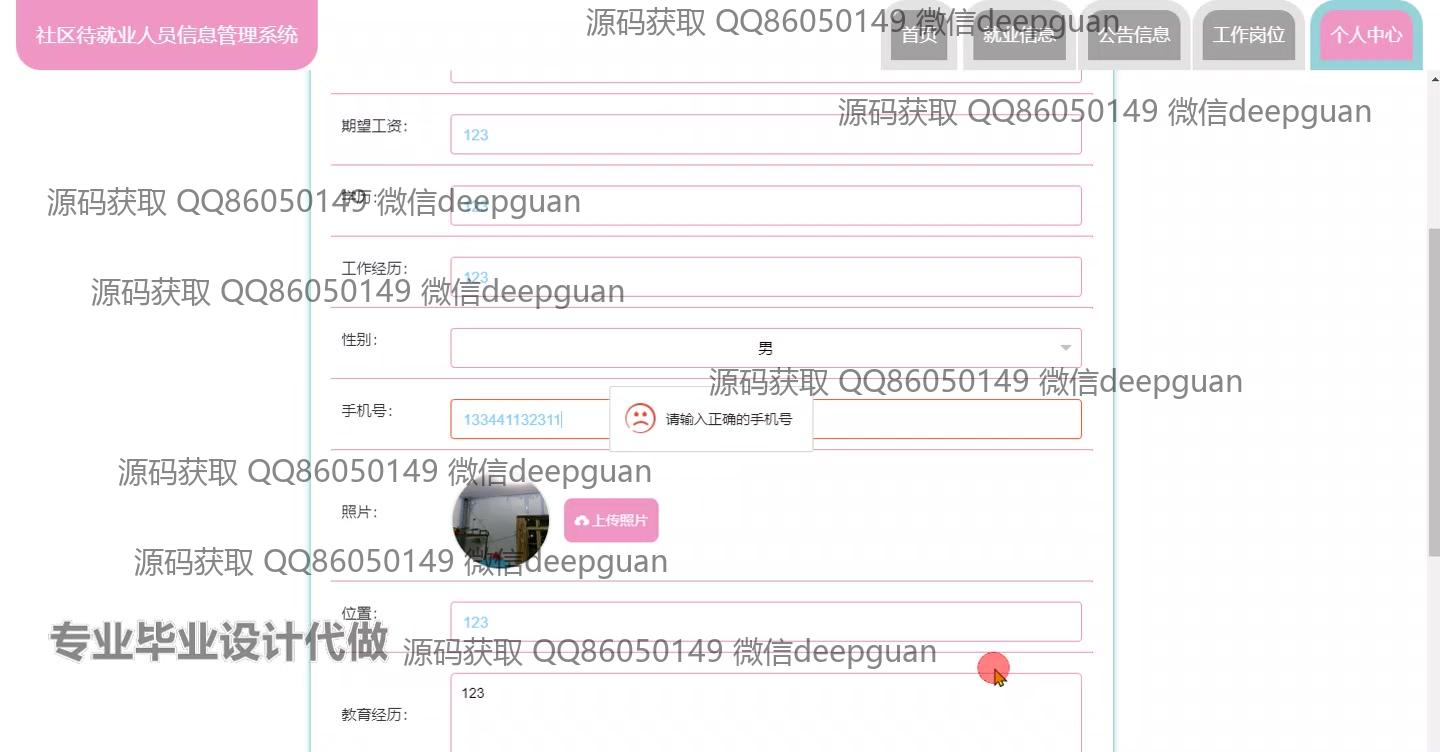 社区待就业人员信息管理系统
源码获取 QQ86050149 微信deepguan
首页
就业信息
公告信息
工作岗位
个人中心
源码获取 QQ86050149 微信deepguan
期望工资：
123
源码获取 QQ86050149 微信deepguan
学历：
123
工作经历：
123
源码获取 QQ86050149 微信deepguan
性别：
男
源码获取 QQ86050149 微信deepguan
手机号：
133441132311
请输入正确的手机号
源码获取 QQ86050149 微信deepguan
照片：
上传照片
源码获取 QQ86050149 微信deepguan
位置：
123
专业毕业设计代做
源码获取 QQ86050149 微信deepguan
教育经历：
123